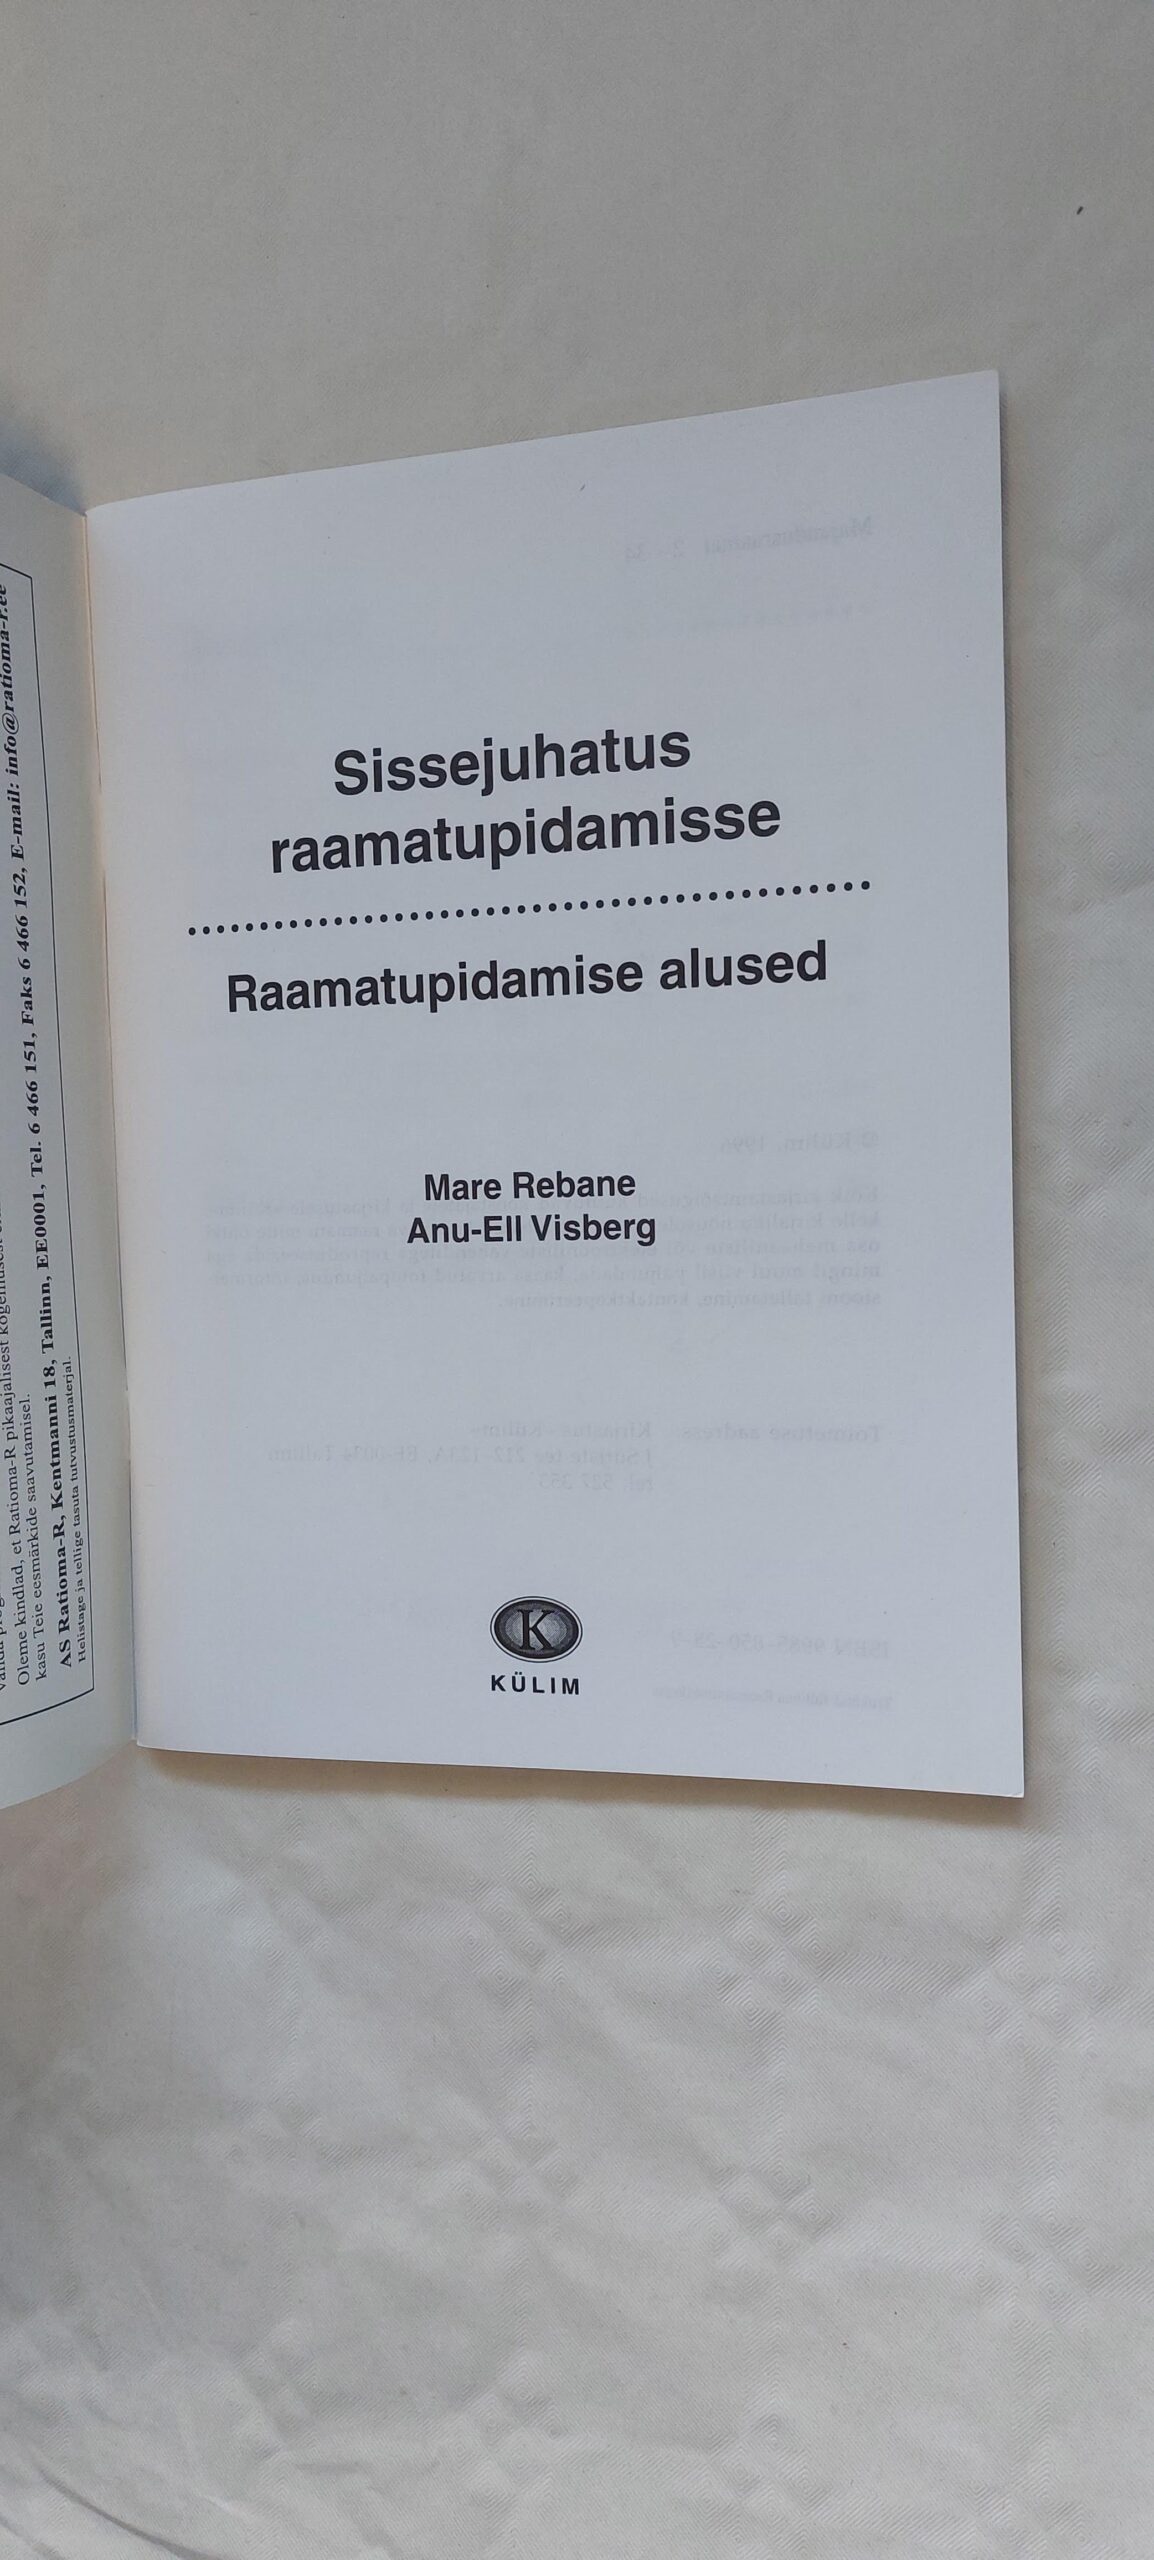 Oleme kindlad, et Ratioma-R pikaajalisest
kasu Teie eesmärkide saavutamisel.
AS Ratioma-R, Kentmanni 18, Tallinn, EE0001, Tel. 6 466 151, Faks 6 466 152, E-mail: info@ratioma-r.ee
Helistage ja tellige tasuta tutvustusmaterjal.
Sissejuhatus
raamatupidamisse
Raamatupidamise alused
Mare Rebane
Anu-Ell Visberg
K
KÜLIM